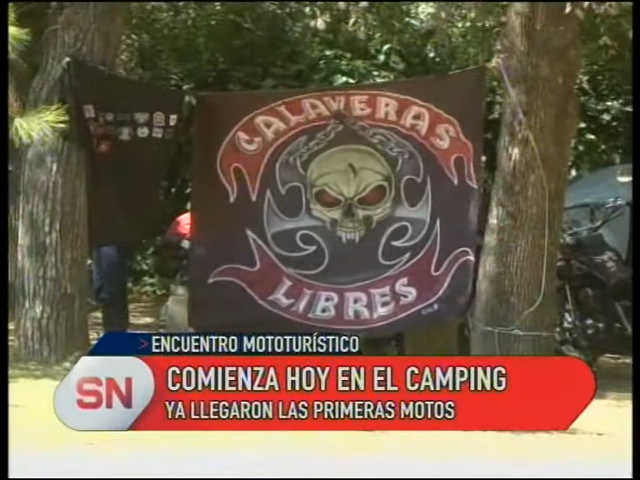 CALAVERAS
LIBRES
> ENCUENTRO MOTOTURÍSTICO
SN
COMIENZA HOY EN EL CAMPING
YA LLEGARON LAS PRIMERAS MOTOS